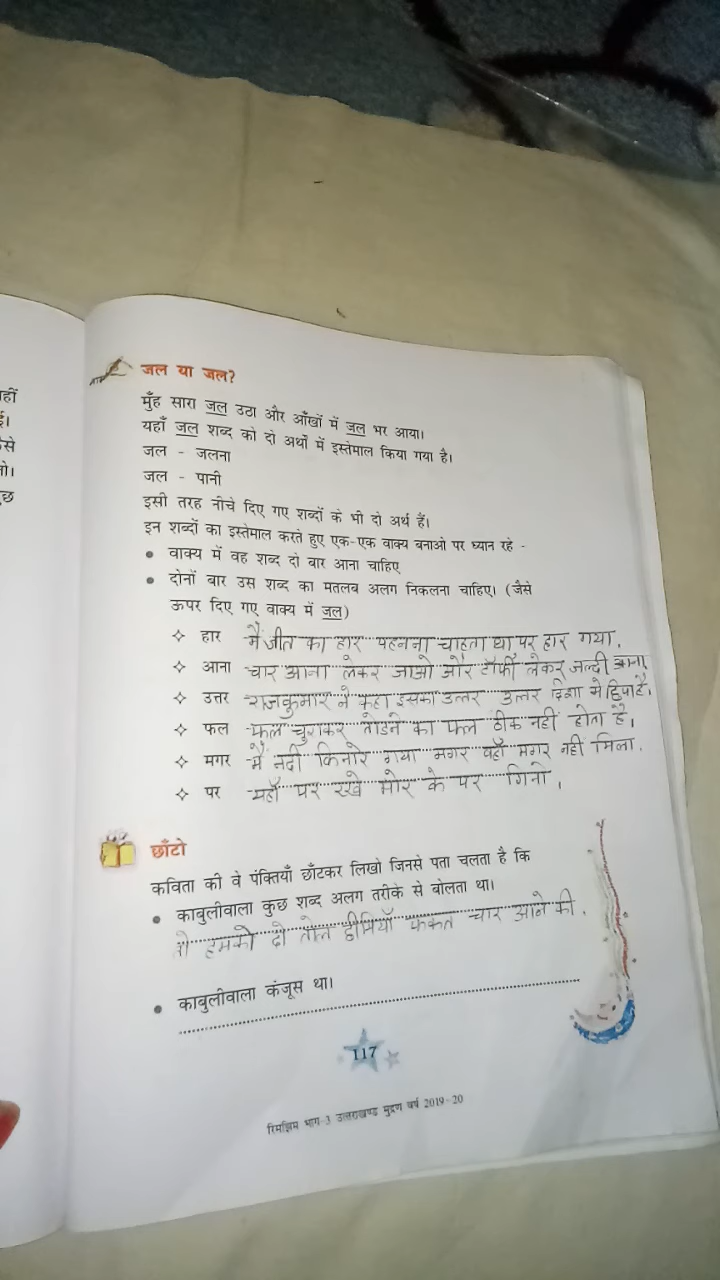 हीं
ई।
से
तो।
छ
जल या जल?
मुँह सारा जल उठा और आँखों में जल भर आया।
यहाँ जल शब्द को दो अर्थों में इस्तेमाल किया गया है।
जल - जलना
जल - पानी
इसी तरह नीचे दिए गए शब्दों के भी दो अर्थ हैं।
इन शब्दों का इस्तेमाल करते हुए एक-एक वाक्य बनाओ पर ध्यान रहे -
• वाक्य में वह शब्द दो बार आना चाहिए
• दोनों बार उस शब्द का मतलब अलग निकलना चाहिए। (जैसे
ऊपर दिए गए वाक्य में जल)
हार मैं जीत का हार पहनना चाहता था पर हार गया.
आना चार आना लेकर जाओ और टॉफी लेकर जल्दी आना
उत्तर राजकुमार ने कहा इसका उत्तर उत्तर दिशा मे छिपा है.
फल फल चुराकर तोडने का फल ठीक नहीं होता है.
मगर मैं नदी किनारे गया मगर वहाँ मगर नहीं मिला.
पर यहाँ पर रखे मोर के पर गिनो.
छाँटो
कविता की वे पंक्तियाँ छाँटकर लिखो जिनसे पता चलता है कि
• काबुलीवाला कुछ शब्द अलग तरीके से बोलता था।
तो हमको दो तोल छीमियाँ फकत चार आने की.
• काबुलीवाला कंजूस था।
117
रिमझिम भाग-3 उत्तराखण्ड मुद्रण वर्ष 2019-20